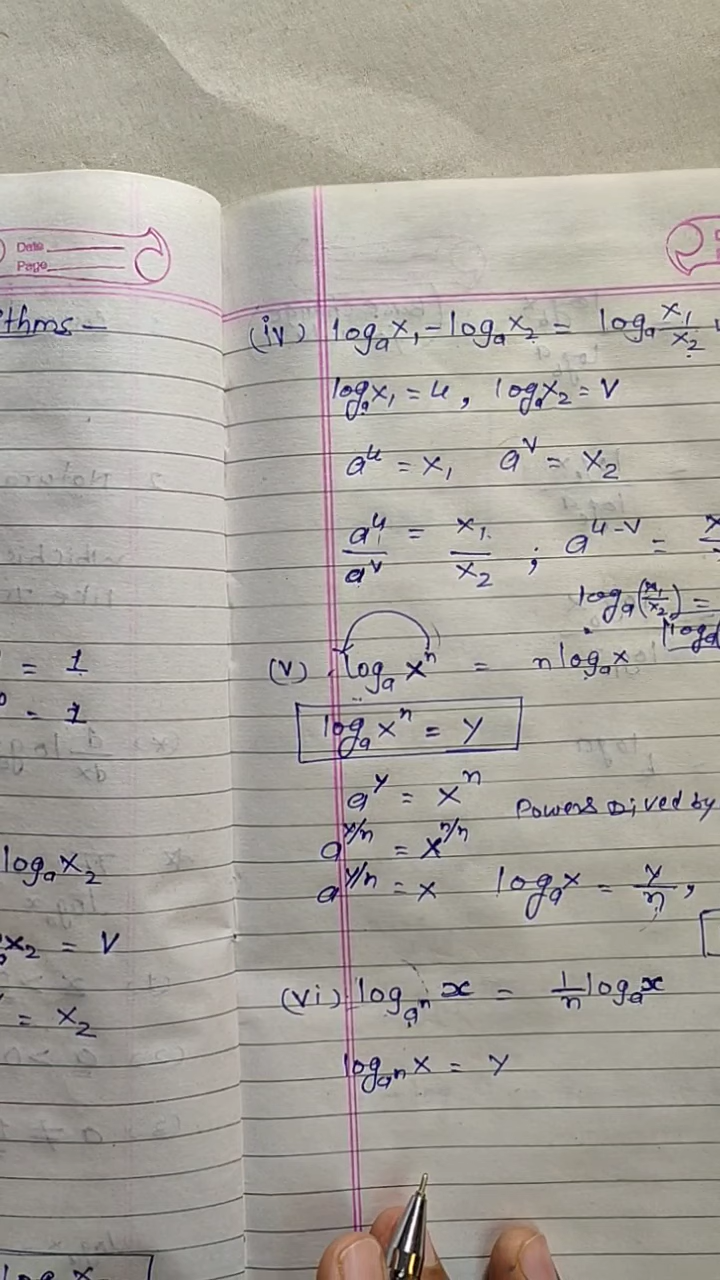 Date
Page
ithms -
= 1
= 1
log_a x_2
x_2 = V
= x_2
(iv) log_a x_1 - log_a x_2 = log_a x_1/x_2
log_a x_1 = u, log_a x_2 = V
a^u = x_1 a^v = x_2
a^u/a^v = x_1/x_2 ; a^{u-v} =
log_a(x_1/x_2) =
(v) log_a x^n = n log_a x
log_a x^n = y
a^y = x^n Powers Dived by
a^{y/n} = x^{n/n}
a^{y/n} = x log_a x = y/n,
(vi) log_{a^n} x = 1/n log_a x
log_{a^n} x = y